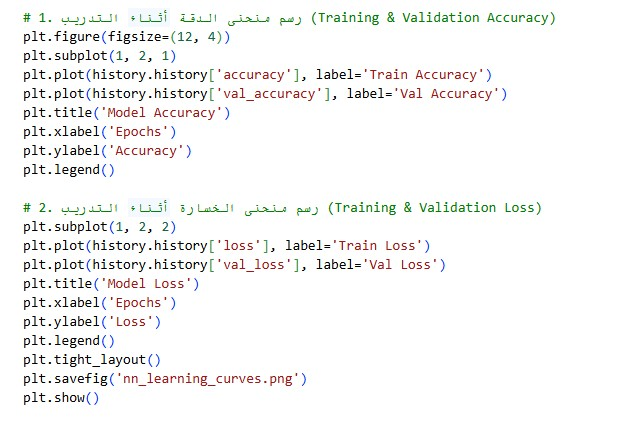 # 1. رسم منحنى الدقة أثناء التدريب (Training & Validation Accuracy)
plt.figure(figsize=(12, 4))
plt.subplot(1, 2, 1)
plt.plot(history.history['accuracy'], label='Train Accuracy')
plt.plot(history.history['val_accuracy'], label='Val Accuracy')
plt.title('Model Accuracy')
plt.xlabel('Epochs')
plt.ylabel('Accuracy')
plt.legend()

# 2. رسم منحنى الخسارة أثناء التدريب (Training & Validation Loss)
plt.subplot(1, 2, 2)
plt.plot(history.history['loss'], label='Train Loss')
plt.plot(history.history['val_loss'], label='Val Loss')
plt.title('Model Loss')
plt.xlabel('Epochs')
plt.ylabel('Loss')
plt.legend()
plt.tight_layout()
plt.savefig('nn_learning_curves.png')
plt.show()